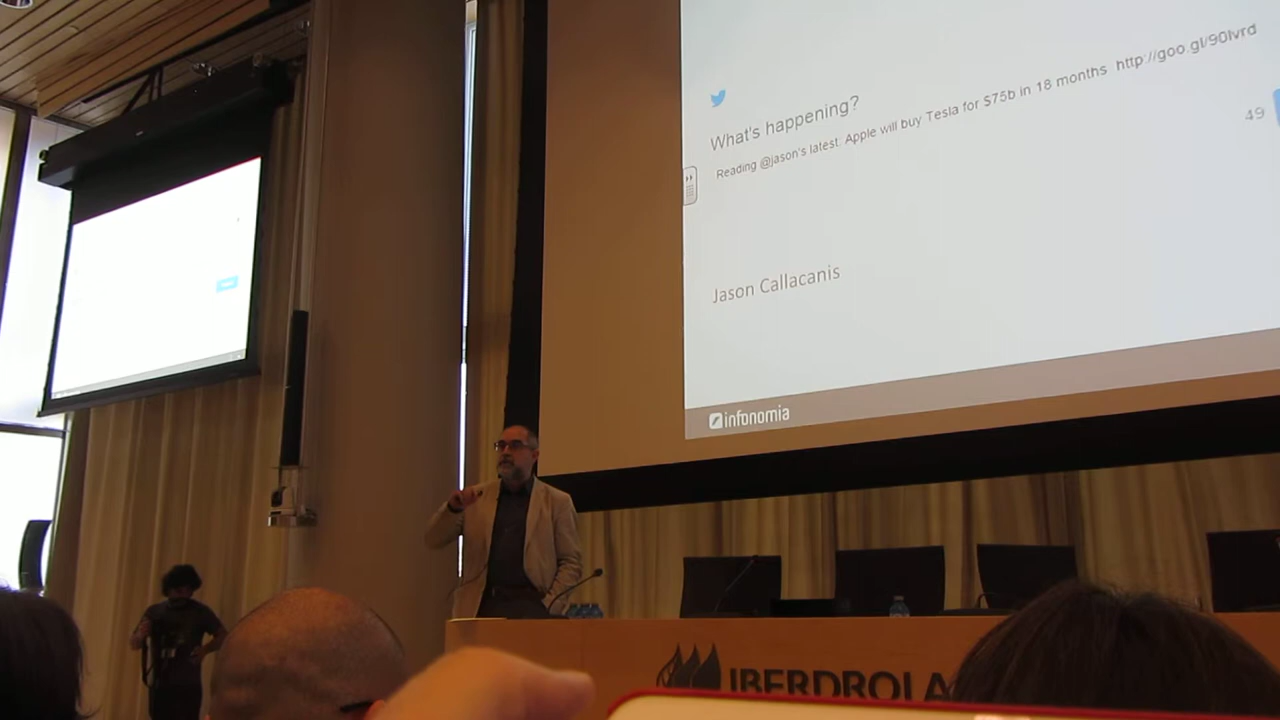 What's happening?
Reading @jason's latest: Apple will buy Tesla for $75b in 18 months http://goo.gl/90Ivrd
49
Jason Callacanis
infonomia
IBERDROLA